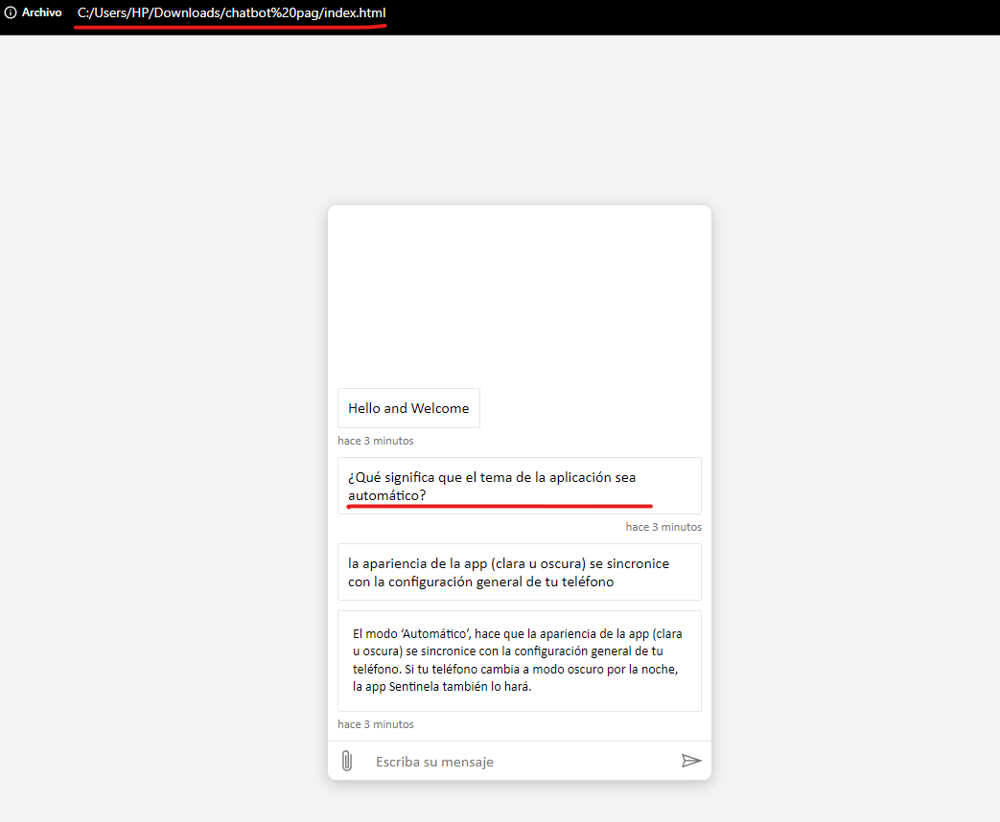 Archivo C:/Users/HP/Downloads/chatbot%20pag/index.html
Hello and Welcome
hace 3 minutos
¿Qué significa que el tema de la aplicación sea
automático?
hace 3 minutos
la apariencia de la app (clara u oscura) se sincronice
con la configuración general de tu teléfono
El modo ‘Automático’, hace que la apariencia de la app (clara
u oscura) se sincronice con la configuración general de tu
teléfono. Si tu teléfono cambia a modo oscuro por la noche,
la app Sentinela también lo hará.
hace 3 minutos
Escriba su mensaje